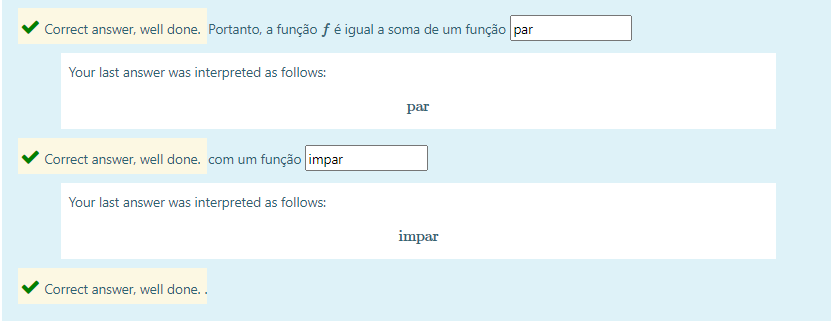 Correct answer, well done. Portanto, a função f é igual a soma de um função par
Your last answer was interpreted as follows:
par
Correct answer, well done. com um função impar
Your last answer was interpreted as follows:
impar
Correct answer, well done. .